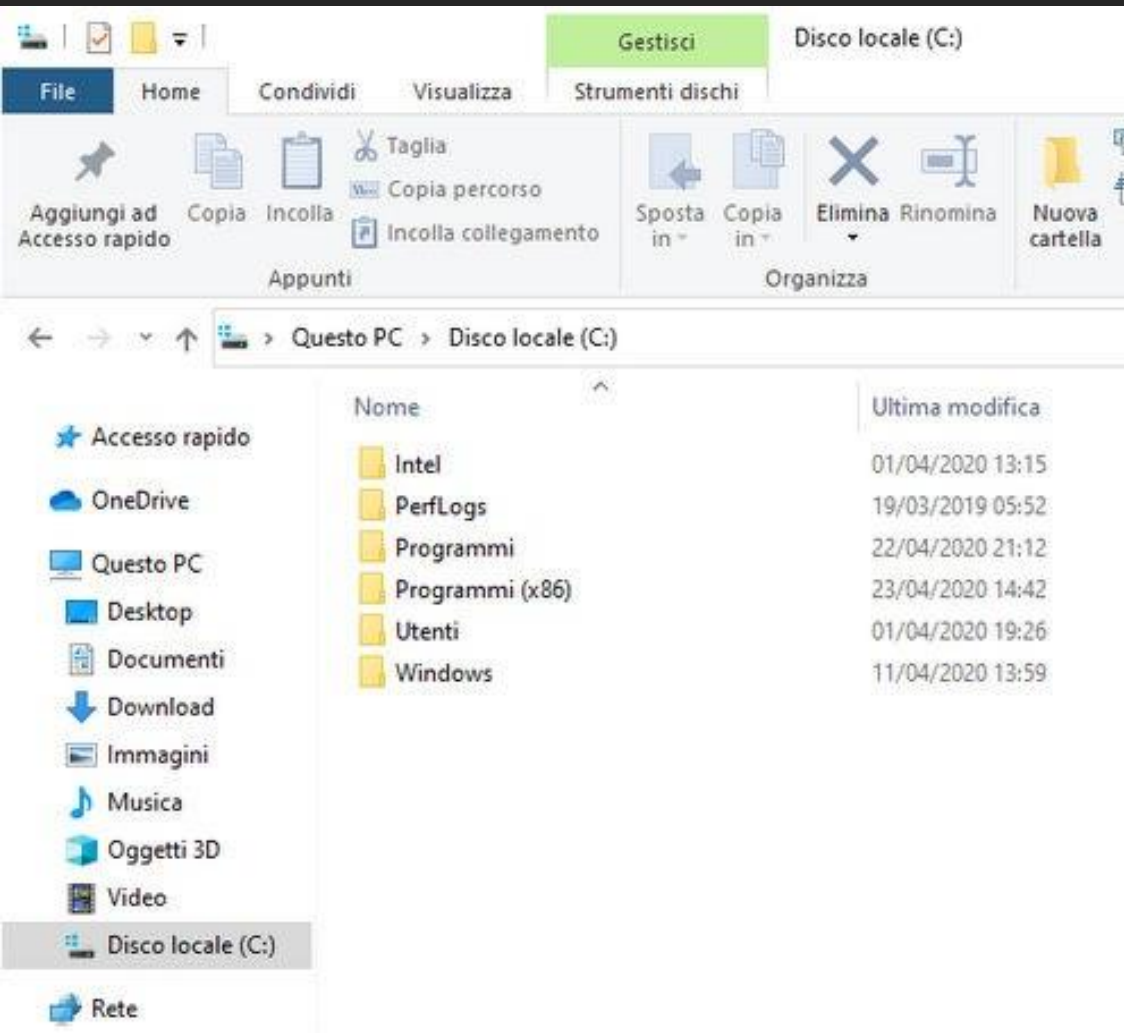 Gestisci
Disco locale (C:)
File
Home
Condividi
Visualizza
Strumenti dischi
Aggiungi ad
Accesso rapido
Copia
Incolla
Taglia
Copia percorso
Incolla collegamento
Appunti
Sposta
in
Copia
in
Elimina
Rinomina
Organizza
Nuova
cartella
Questo PC > Disco locale (C:)
Nome
Ultima modifica
Accesso rapido
OneDrive
Questo PC
Desktop
Documenti
Download
Immagini
Musica
Oggetti 3D
Video
Disco locale (C:)
Rete
Intel 01/04/2020 13:15
PerfLogs 19/03/2019 05:52
Programmi 22/04/2020 21:12
Programmi (x86) 23/04/2020 14:42
Utenti 01/04/2020 19:26
Windows 11/04/2020 13:59